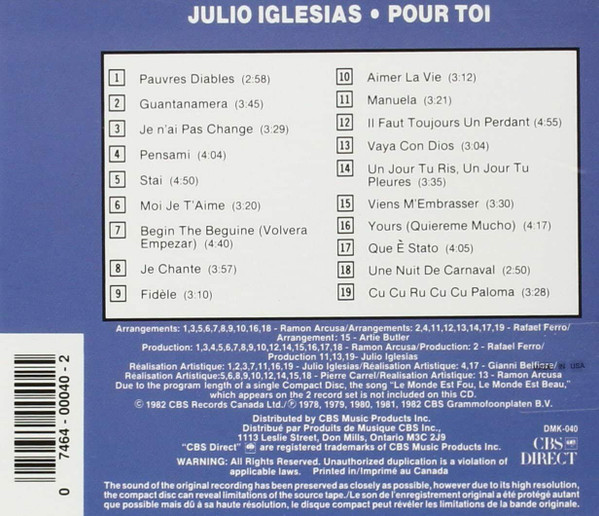 JULIO IGLESIAS • POUR TOI
1 Pauvres Diables (2:58)
2 Guantanamera (3:45)
3 Je n'ai Pas Change (3:29)
4 Pensami (4:04)
5 Stai (4:50)
6 Moi Je T'Aime (3:20)
7 Begin The Beguine (Volvera
Empezar) (4:40)
8 Je Chante (3:57)
9 Fidèle (3:10)
10 Aimer La Vie (3:12)
11 Manuela (3:21)
12 Il Faut Toujours Un Perdant (4:55)
13 Vaya Con Dios (3:04)
14 Un Jour Tu Ris, Un Jour Tu
Pleures (3:35)
15 Viens M'Embrasser (3:30)
16 Yours (Quiereme Mucho) (4:17)
17 Que È Stato (4:05)
18 Une Nuit De Carnaval (2:50)
19 Cu Cu Ru Cu Cu Paloma (3:28)
Arrangements: 1,3,5,6,7,8,9,10,16,18 - Ramon Arcusa/Arrangements: 2,4,11,12,13,14,17,19 - Rafael Ferro/
Arrangement: 15 - Artie Butler
Production: 1,3,4,5,6,7,8,9,10,12,14,15,16,17,18 - Ramon Arcusa/Production: 2 - Rafael Ferro/
Production 11,13,19- Julio Iglesias
Réalisation Artistique: 1,2,3,7,11,16,19 - Julio Iglesias/Réalisation Artistique: 4,17 - Gianni Belfiore/
Réalisation Artistique:5,6,8,9,10,12,14,15,18 - Pierre Carrel/Réalisation Artistique: 13 - Ramon Arcusa
IN USA
Due to the program length of a single Compact Disc, the song "Le Monde Est Fou, Le Monde Est Beau,"
which appears on the 2 record set is not included on this CD.
© 1982 CBS Records Canada Ltd./℗ 1978, 1979, 1980, 1981, 1982 CBS Grammofoonplaten B.V.
Distributed by CBS Music Products Inc.
Distribué par Produits de Musique CBS Inc.,
1113 Leslie Street, Don Mills, Ontario M3C 2J9
"CBS Direct" are registered trademarks of CBS Music Products Inc.
WARNING: All Rights Reserved. Unauthorized duplication is a violation of
applicable laws. Printed in/Imprimé au Canada
DMK-040
CBS
DIRECT
The sound of the original recording has been preserved as closely as possible, however due to its high resolution,
the compact disc can reveal limitations of the source tape./Le son de l'enregistrement original a été protégé autant
que possible mais dû à sa haute résolution, le disque compact peut révéler les limitations de la bande originale.
0 7464-00040-2